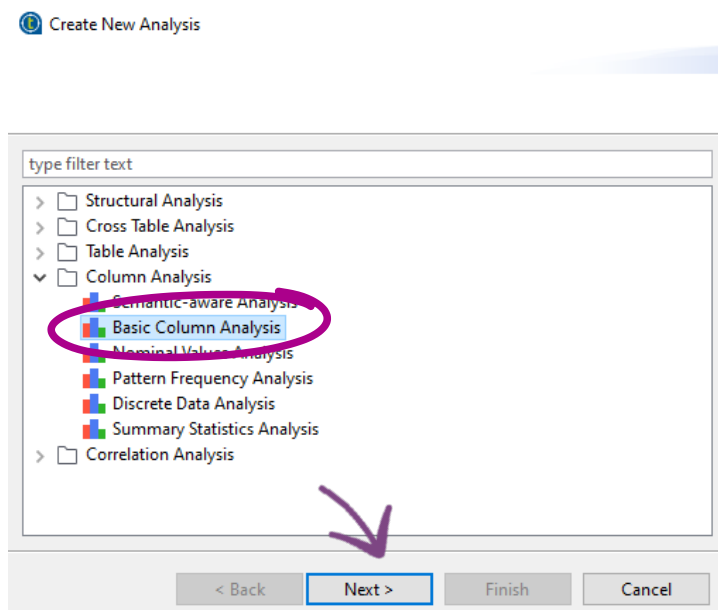 Create New Analysis
type filter text
Structural Analysis
Cross Table Analysis
Table Analysis
Column Analysis
Semantic-aware Analysis
Basic Column Analysis
Nominal Values Analysis
Pattern Frequency Analysis
Discrete Data Analysis
Summary Statistics Analysis
Correlation Analysis
< Back Next > Finish Cancel